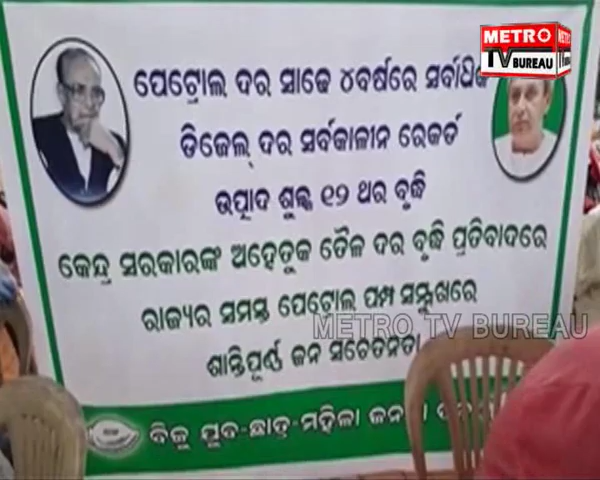 METRO
TV BUREAU
ପେଟ୍ରୋଲ ଦର ସାଢେ ୪ବର୍ଷରେ ସର୍ବାଧିକ
ଡିଜେଲ୍ ଦର ସର୍ବକାଳୀନ ରେକର୍ଡ
ଉତ୍ପାଦ ଶୁଳ୍କ ୧୨ ଥର ବୃଦ୍ଧି
କେନ୍ଦ୍ର ସରକାରଙ୍କ ଅହେତୁକ ତୈଳ ଦର ବୃଦ୍ଧି ପ୍ରତିବାଦରେ
ରାଜ୍ୟର ସମସ୍ତ ପେଟ୍ରୋଲ ପମ୍ପ ସମ୍ମୁଖରେ
METRO TV BUREAU
ଶାନ୍ତିପୂର୍ଣ୍ଣ ଜନ ସଚେତନତା
ବିଜୁ ଯୁବ-ଛାତ୍ର-ମହିଳା ଜନତା